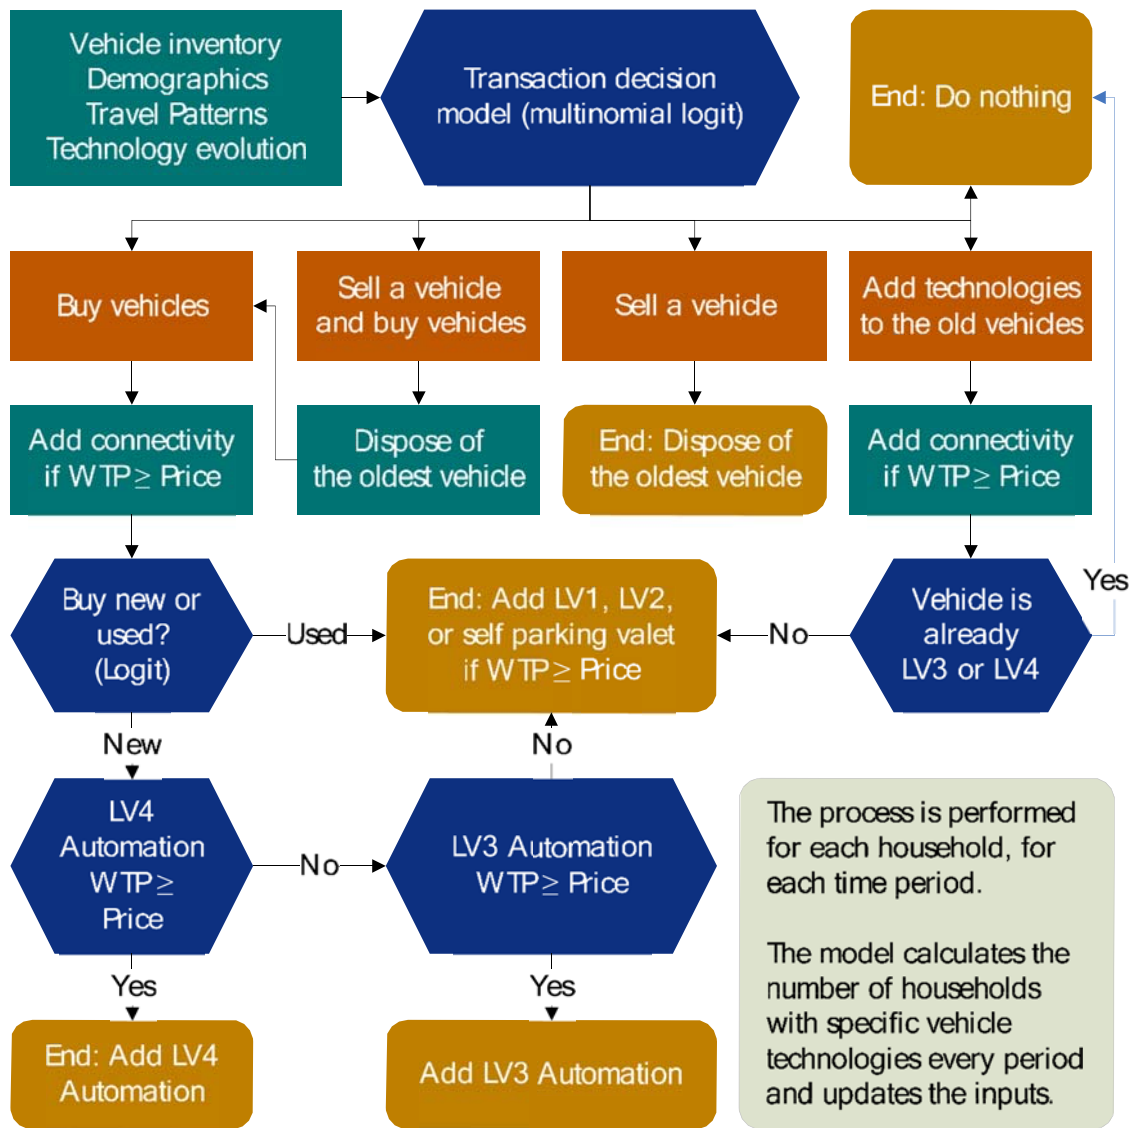 Vehicle inventory
Demographics
Travel Patterns
Technology evolution
Transaction decision
model (multinomial logit)
End: Do nothing
Buy vehicles
Sell a vehicle
and buy vehicles
Sell a vehicle
Add technologies
to the old vehicles
Add connectivity
if WTP ≥ Price
Dispose of
the oldest vehicle
End: Dispose of
the oldest vehicle
Add connectivity
if WTP ≥ Price
Buy new or
used?
(Logit)
Used
End: Add LV1, LV2,
or self parking valet
if WTP ≥ Price
No
Vehicle is
already
LV3 or LV4
Yes
New
No
LV4
Automation
WTP ≥
Price
No
LV3 Automation
WTP ≥ Price
Yes
Yes
End: Add LV4
Automation
Add LV3 Automation
The process is performed
for each household, for
each time period.
The model calculates the
number of households
with specific vehicle
technologies every period
and updates the inputs.